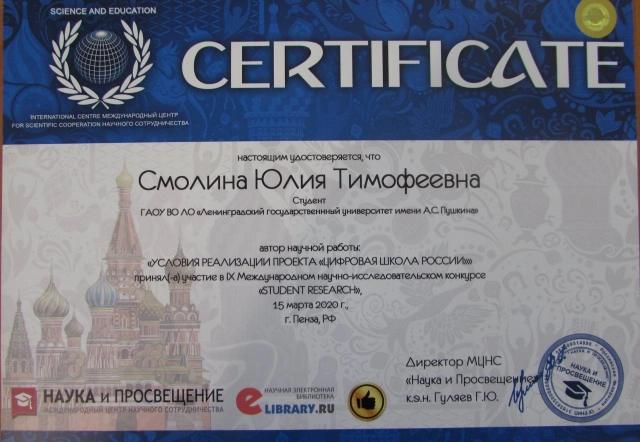 SCIENCE AND EDUCATION
CERTIFICATE
INTERNATIONAL CENTRE МЕЖДУНАРОДНЫЙ ЦЕНТР
FOR SCIENTIFIC COOPERATION НАУЧНОГО СОТРУДНИЧЕСТВА
настоящим удостоверяется, что
Смолина Юлия Тимофеевна
Студент
ГАОУ ВО ЛО «Ленинградский государственнный университет имени А.С. Пушкина»
автор научной работы:
«УСЛОВИЯ РЕАЛИЗАЦИИ ПРОЕКТА «ЦИФРОВАЯ ШКОЛА РОССИИ»»
принял(-а) участие в IX Международном научно-исследовательском конкурсе
«STUDENT RESEARCH»,
15 марта 2020 г.,
г. Пенза, РФ
Директор МЦНС
«Наука и Просвещение»
к.э.н. Гуляев Г.Ю.
НАУКА И
ПРОСВЕЩЕНИЕ
НАУКА И ПРОСВЕЩЕНИЕ
МЕЖДУНАРОДНЫЙ ЦЕНТР НАУЧНОГО СОТРУДНИЧЕСТВА
НАУЧНАЯ ЭЛЕКТРОННАЯ
БИБЛИОТЕКА
eLIBRARY.RU